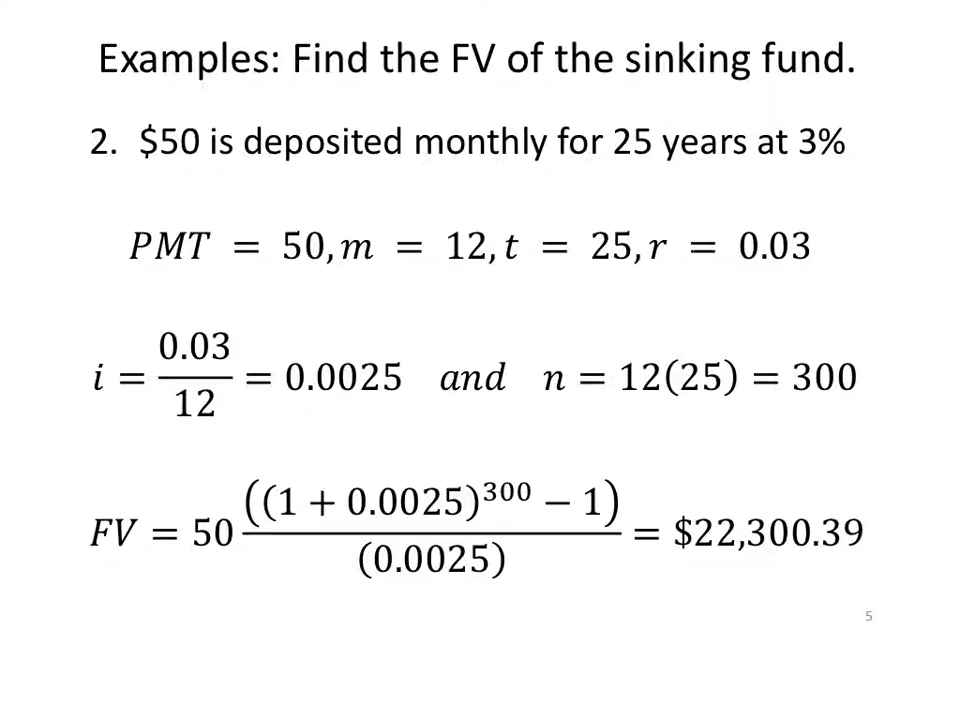 Examples: Find the FV of the sinking fund.
2. $50 is deposited monthly for 25 years at 3%
PMT = 50, m = 12, t = 25, r = 0.03
i = 0.03/12 = 0.0025 and n = 12(25) = 300
FV = 50 ((1 + 0.0025)^300 − 1)/(0.0025) = $22,300.39
5